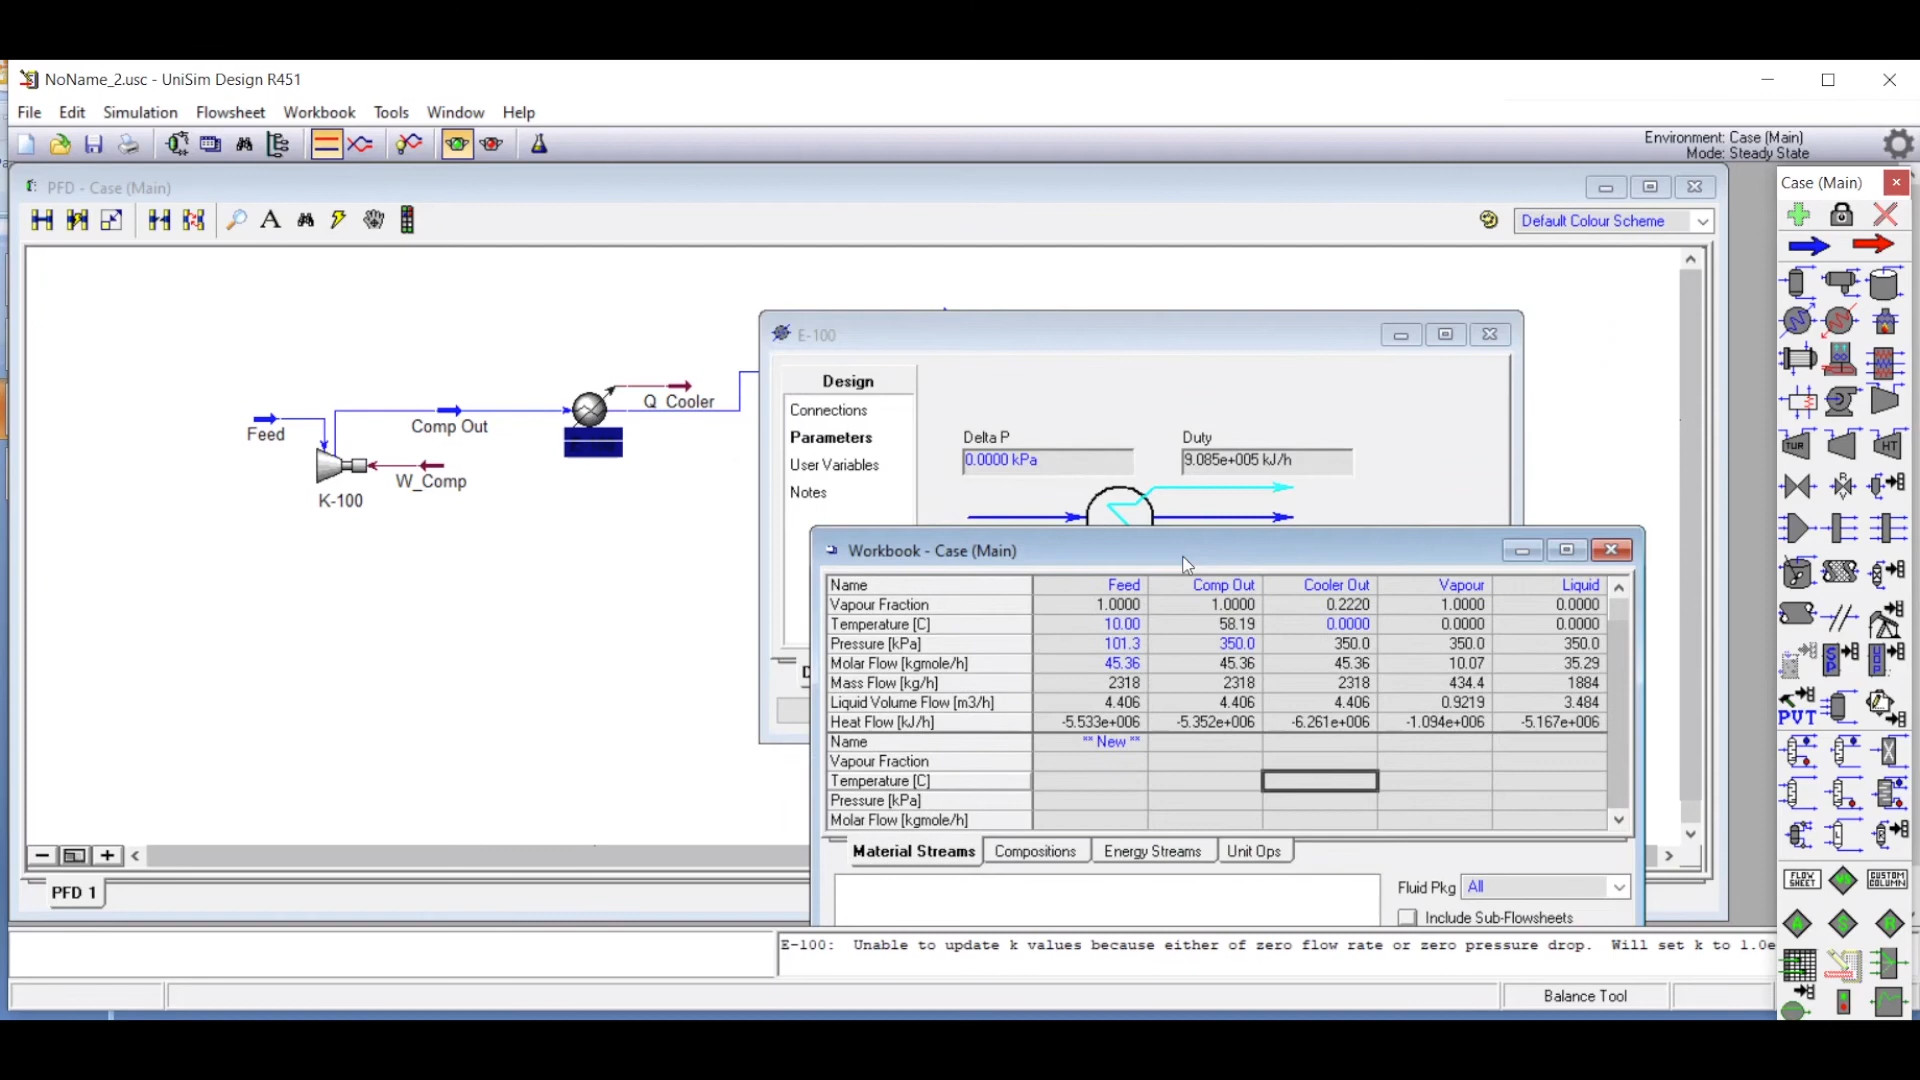 NoName_2.usc - UniSim Design R451
File Edit Simulation Flowsheet Workbook Tools Window Help
Environment: Case (Main)
Mode: Steady State
PFD - Case (Main)
Case (Main)
Default Colour Scheme
E-100
Design
Connections
Parameters
User Variables
Notes
Delta P
0.0000 kPa
Duty
9.085e+005 kJ/h
Feed
Comp Out
Q_Cooler
W_Comp
K-100
Workbook - Case (Main)
Name Feed Comp Out Cooler Out Vapour Liquid
Vapour Fraction 1.0000 1.0000 0.2220 1.0000 0.0000
Temperature [C] 10.00 58.19 0.0000 0.0000 0.0000
Pressure [kPa] 101.3 350.0 350.0 350.0 350.0
Molar Flow [kgmole/h] 45.36 45.36 45.36 10.07 35.29
Mass Flow [kg/h] 2318 2318 2318 434.4 1884
Liquid Volume Flow [m3/h] 4.406 4.406 4.406 0.9219 3.484
Heat Flow [kJ/h] -5.533e+006 -5.352e+006 -6.261e+006 -1.094e+006 -5.167e+006
Name ** New **
Vapour Fraction
Temperature [C]
Pressure [kPa]
Molar Flow [kgmole/h]
Material Streams Compositions Energy Streams Unit Ops
Fluid Pkg All
Include Sub-Flowsheets
PFD 1
E-100: Unable to update k values because either of zero flow rate or zero pressure drop. Will set k to 1.0e
Balance Tool
TUR
HT
PVT
FLOW SHEET
CUSTOM COLUMN